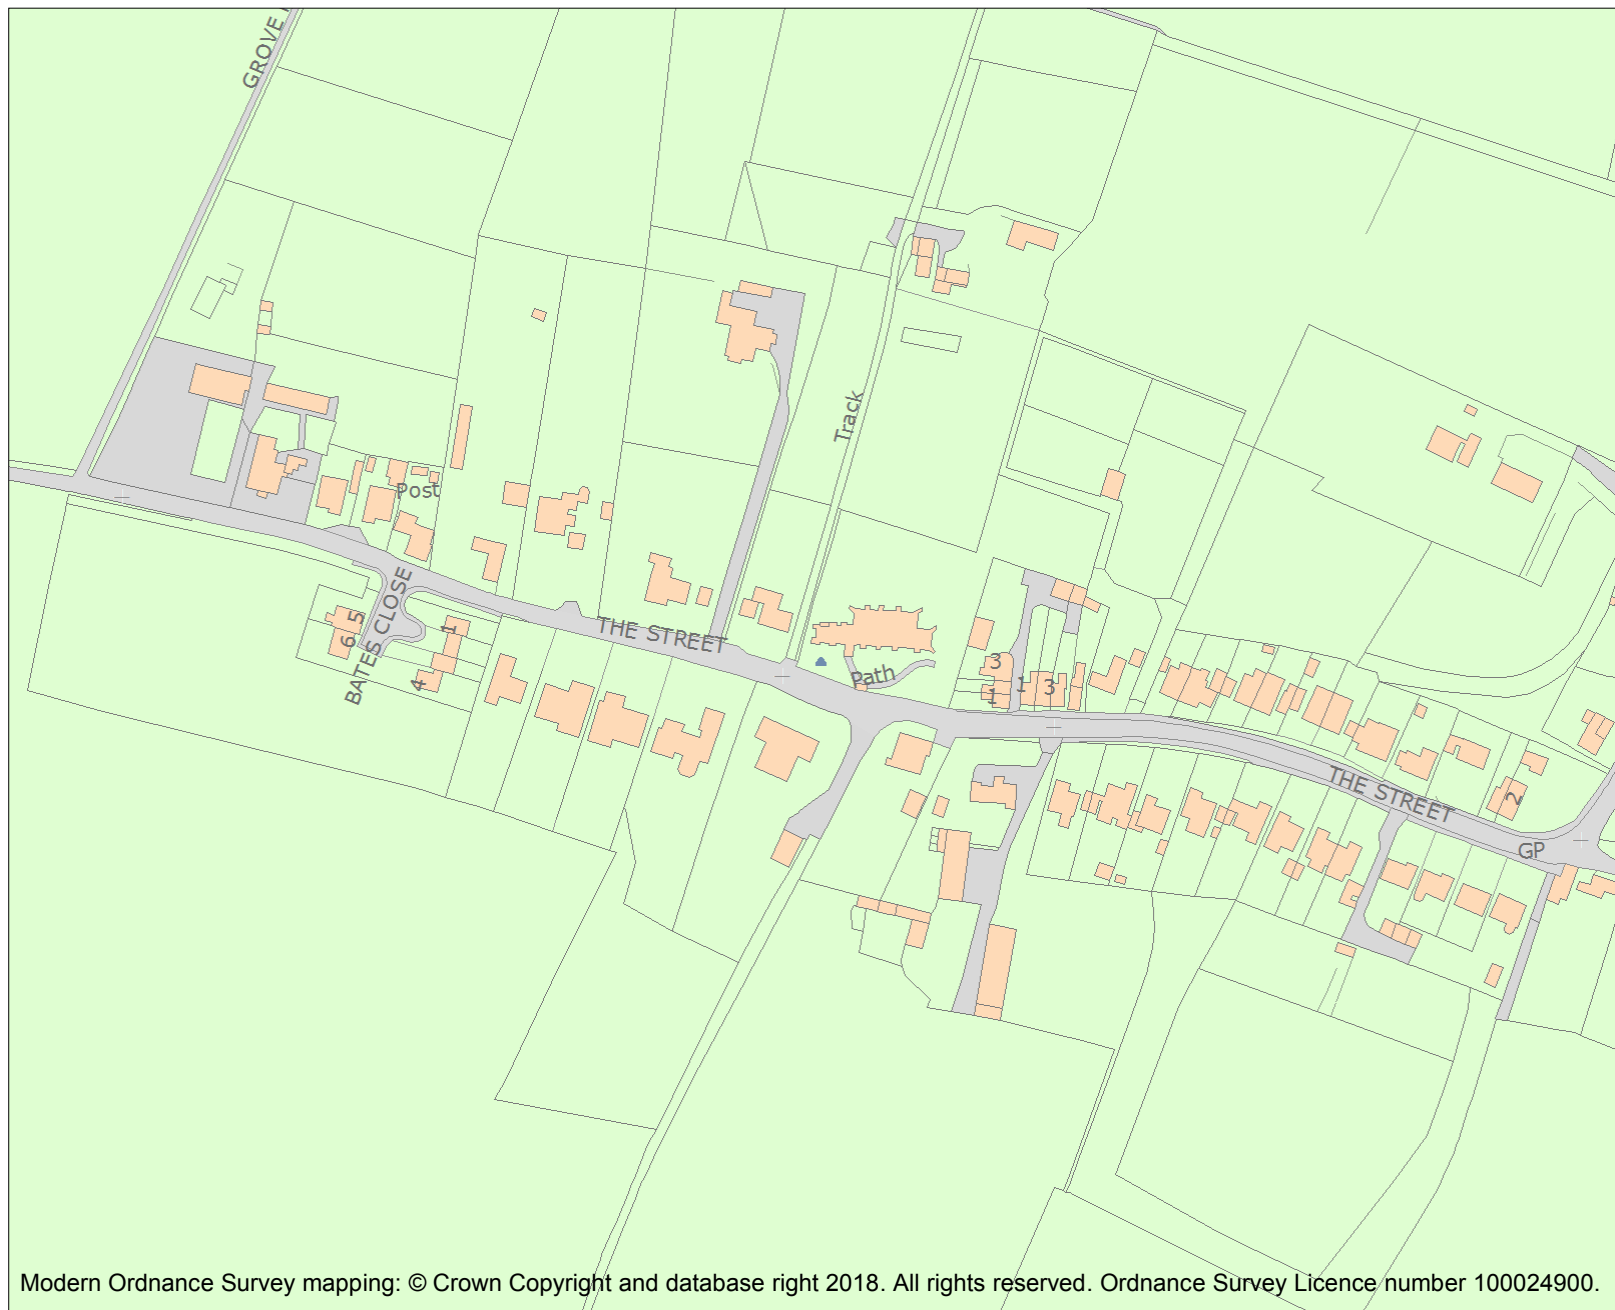 GROVE
Track
Post
BATES CLOSE
5
6
1
4
THE STREET
Path
3
1
1
3
THE STREET
2
GP
Modern Ordnance Survey mapping: © Crown Copyright and database right 2018. All rights reserved. Ordnance Survey Licence number 100024900.